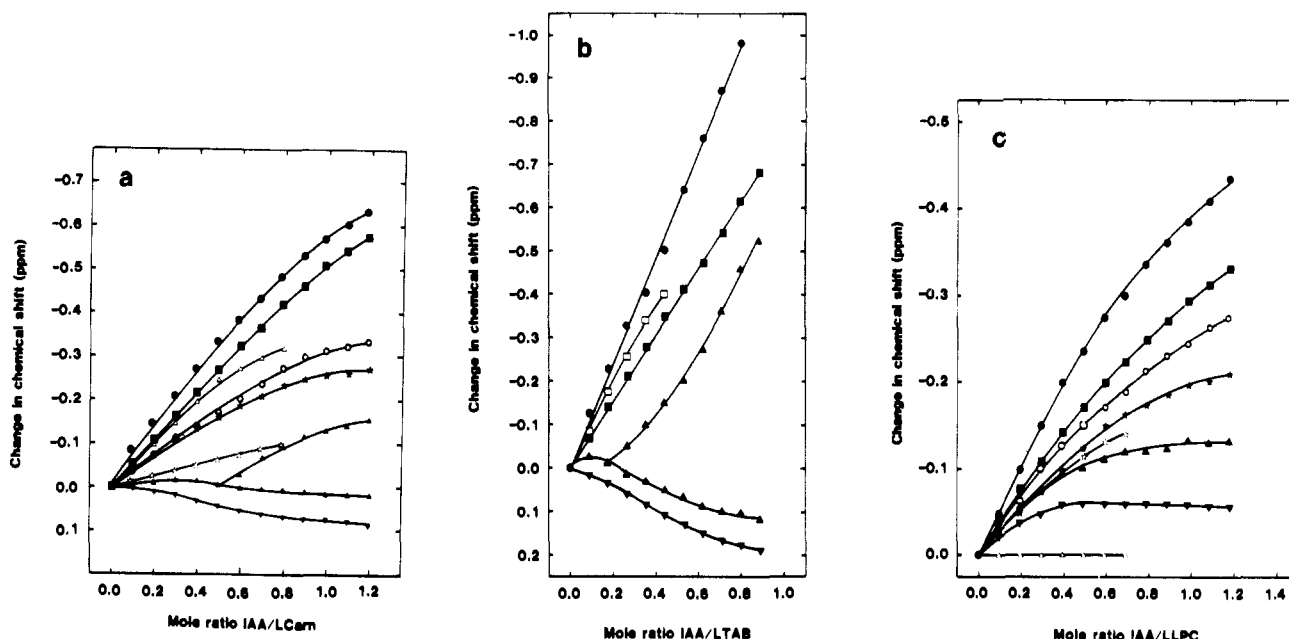 a
Change in chemical shift (ppm)
-0.7
-0.6
-0.5
-0.4
-0.3
-0.2
-0.1
0.0
0.1
0.0 0.2 0.4 0.6 0.8 1.0 1.2
Mole ratio IAA/LCarn
b
Change in chemical shift (ppm)
-1.0
-0.9
-0.8
-0.7
-0.6
-0.5
-0.4
-0.3
-0.2
-0.1
0.0
0.1
0.2
0.0 0.2 0.4 0.6 0.8 1.0
Mole ratio IAA/LTAB
c
Change in chemical shift (ppm)
-0.5
-0.4
-0.3
-0.2
-0.1
0.0
0.0 0.2 0.4 0.6 0.8 1.0 1.2 1.4
Mole ratio IAA/LLPC